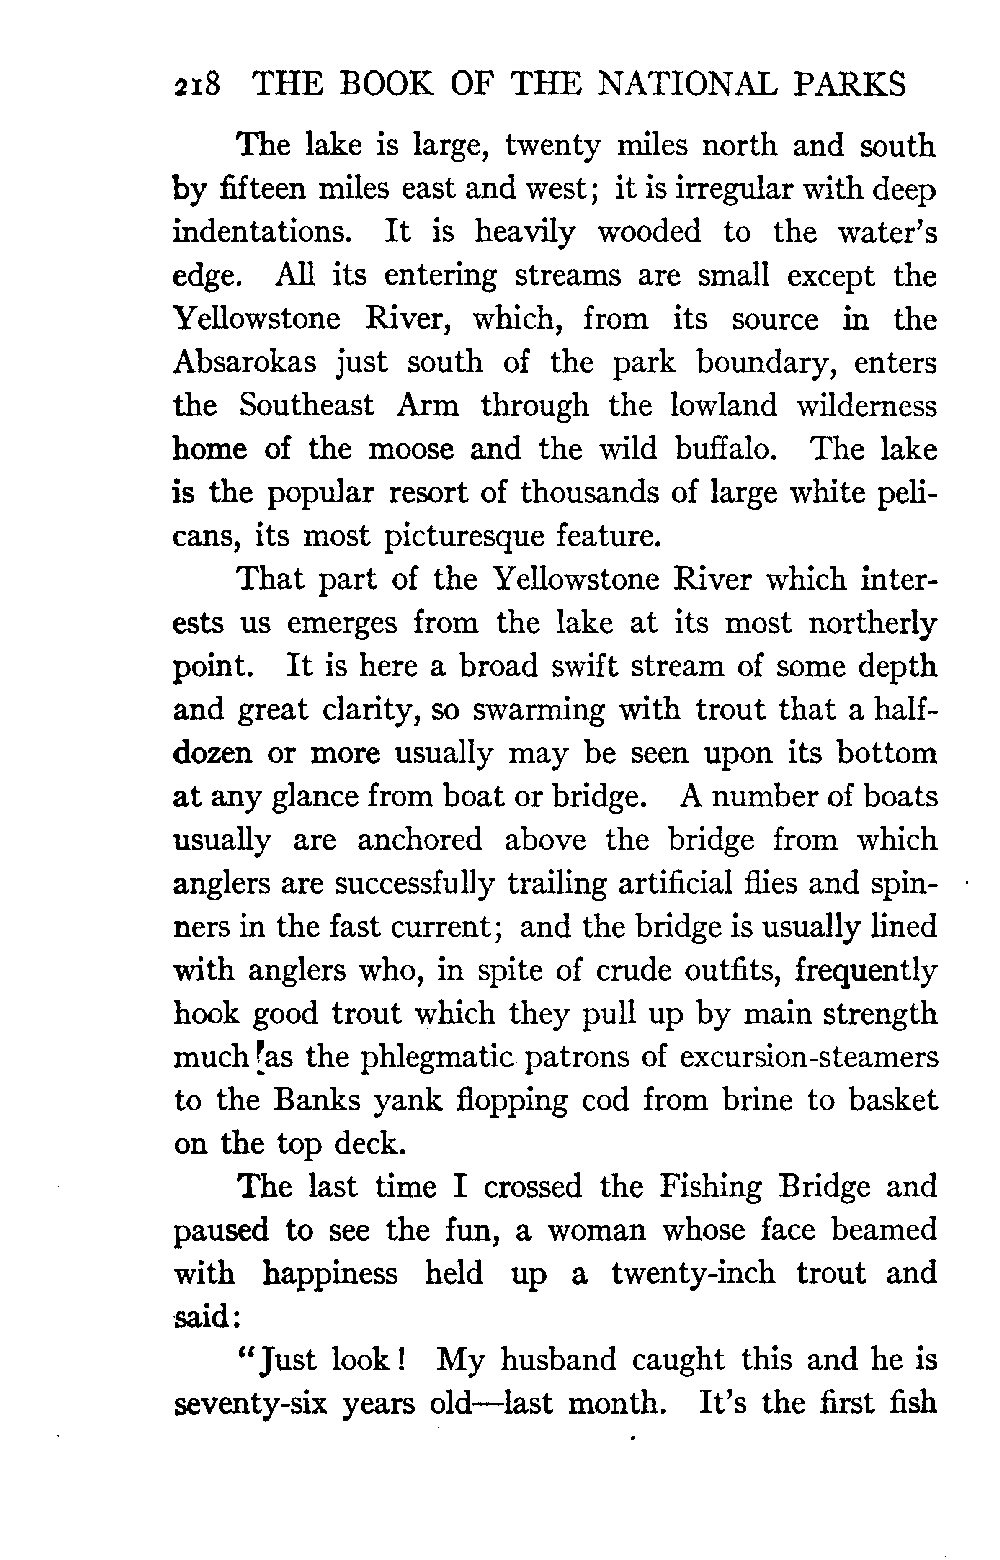 218 THE BOOK OF THE NATIONAL PARKS
The lake is large, twenty miles north and south
by fifteen miles east and west; it is irregular with deep
indentations. It is heavily wooded to the water's
edge. All its entering streams are small except the
Yellowstone River, which, from its source in the
Absarokas just south of the park boundary, enters
the Southeast Arm through the lowland wilderness
home of the moose and the wild buffalo. The lake
is the popular resort of thousands of large white peli-
cans, its most picturesque feature.
That part of the Yellowstone River which inter-
ests us emerges from the lake at its most northerly
point. It is here a broad swift stream of some depth
and great clarity, so swarming with trout that a half-
dozen or more usually may be seen upon its bottom
at any glance from boat or bridge. A number of boats
usually are anchored above the bridge from which
anglers are successfully trailing artificial flies and spin-
ners in the fast current; and the bridge is usually lined
with anglers who, in spite of crude outfits, frequently
hook good trout which they pull up by main strength
much as the phlegmatic patrons of excursion-steamers
to the Banks yank flopping cod from brine to basket
on the top deck.
The last time I crossed the Fishing Bridge and
paused to see the fun, a woman whose face beamed
with happiness held up a twenty-inch trout and
said:
"Just look! My husband caught this and he is
seventy-six years old—last month. It's the first fish